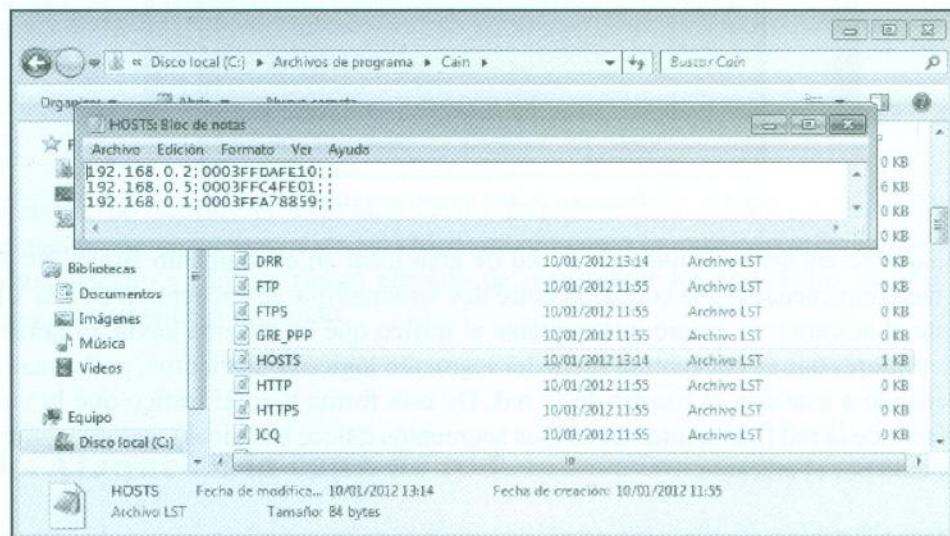 Disco local (C:) ▸ Archivos de programa ▸ Cain ▸
Buscar Cain
Organizar
Abrir
Nueva carpeta
HOSTS: Bloc de notas
Archivo Edición Formato Ver Ayuda
192.168.0.2;0003FFDAFE10;;
192.168.0.5;0003FFC4FE01;;
192.168.0.1;0003FFA78859;;
0 KB
6 KB
0 KB
0 KB
Bibliotecas
Documentos
Imágenes
Música
Videos
Equipo
Disco local (C:)
DRR 10/01/2012 13:14 Archivo LST 0 KB
FTP 10/01/2012 11:55 Archivo LST 0 KB
FTPS 10/01/2012 11:55 Archivo LST 0 KB
GRE_PPP 10/01/2012 11:55 Archivo LST 0 KB
HOSTS 10/01/2012 13:14 Archivo LST 1 KB
HTTP 10/01/2012 11:55 Archivo LST 0 KB
HTTPS 10/01/2012 11:55 Archivo LST 0 KB
ICQ 10/01/2012 11:55 Archivo LST 0 KB
HOSTS Fecha de modifica... 10/01/2012 13:14 Fecha de creación: 10/01/2012 11:55
Archivo LST Tamaño: 84 bytes